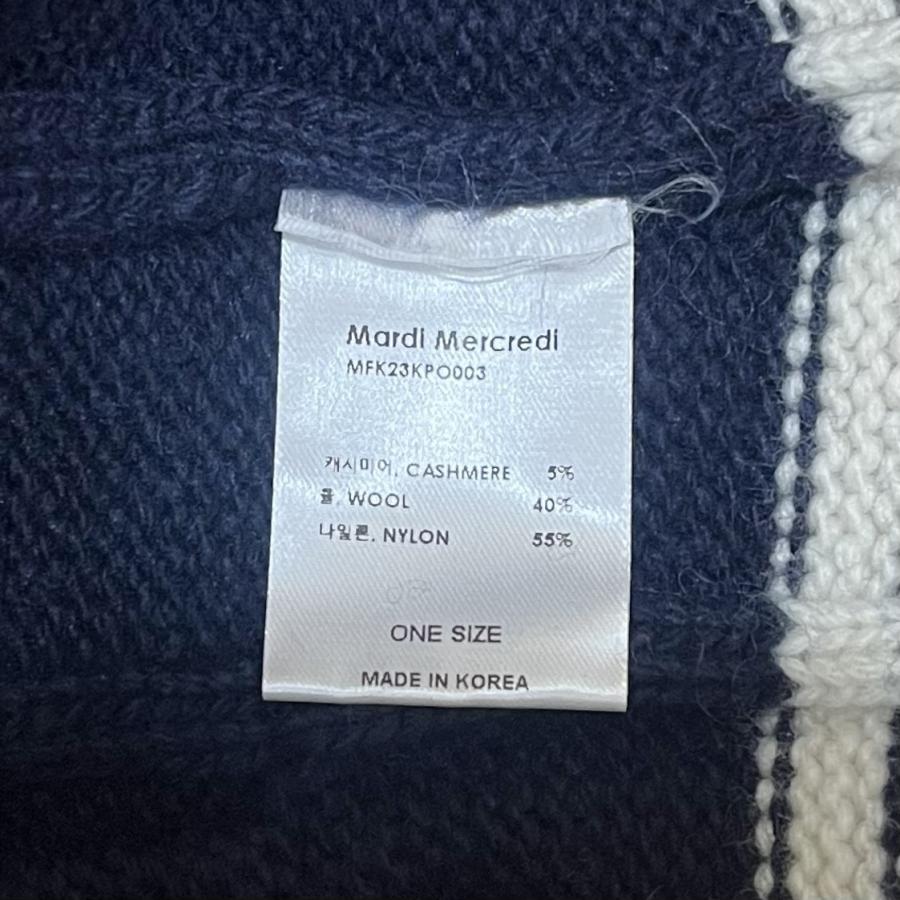 Mardi Mercredi
MFK23KPO003
캐시미어. CASHMERE 5%
울. WOOL 40%
나일론. NYLON 55%
ONE SIZE
MADE IN KOREA